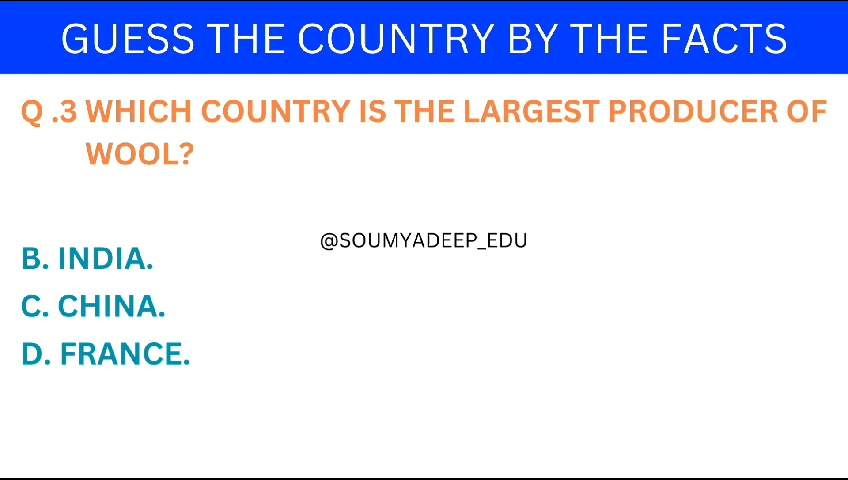 GUESS THE COUNTRY BY THE FACTS
Q .3 WHICH COUNTRY IS THE LARGEST PRODUCER OF
WOOL?
@SOUMYADEEP_EDU
B. INDIA.
C. CHINA.
D. FRANCE.